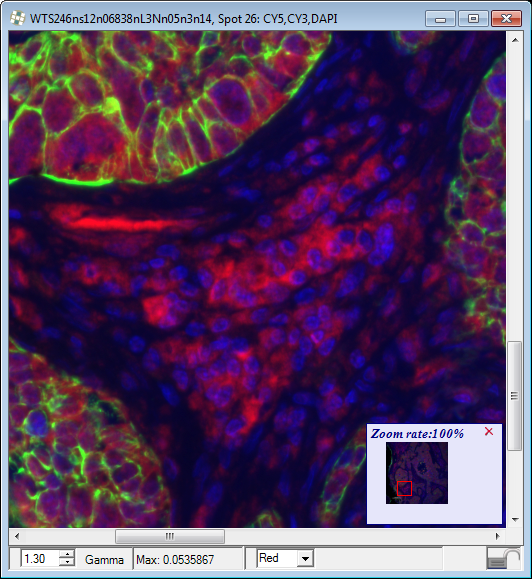 WTS246ns12n06838nL3Nn05n3n14, Spot 26: CY5,CY3,DAPI
Zoom rate:100%
1.30
Gamma
Max: 0.0535867
Red